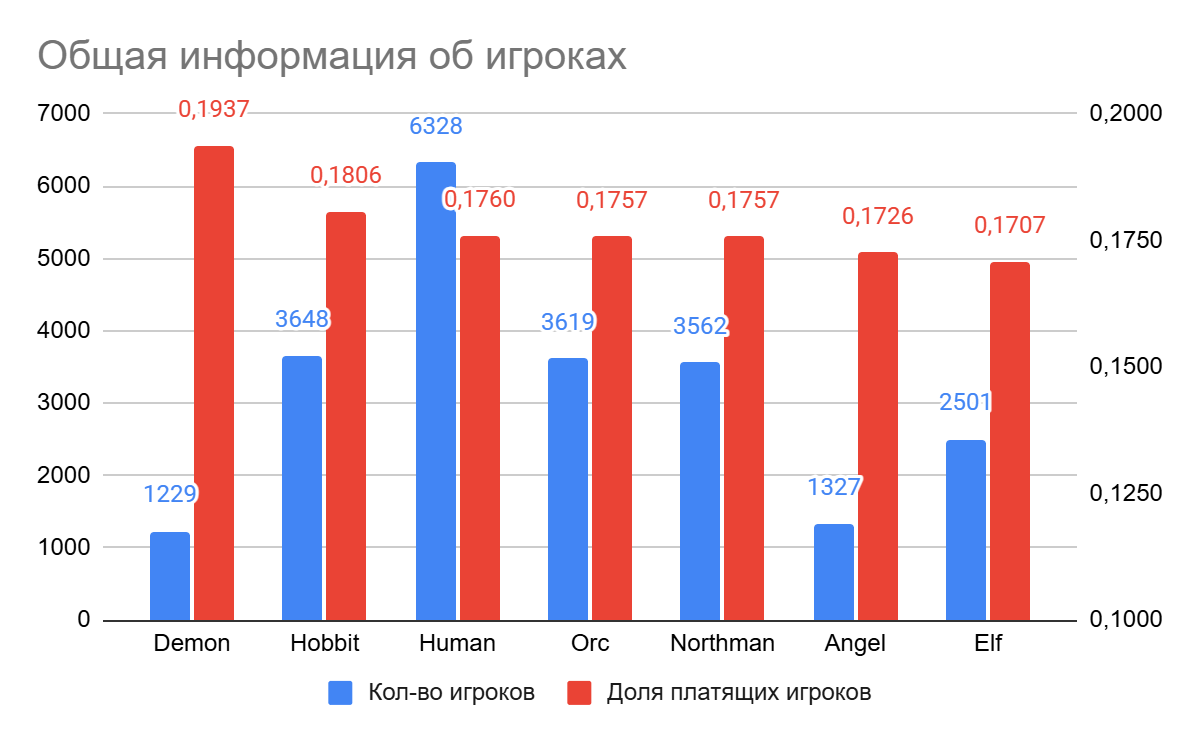 Общая информация об игроках
7000 0,1937 0,2000
6328
6000 0,1806
0,1760 0,1757 0,1757 0,1726 0,1707
5000 0,1750
4000 3648 3619 3562
0,1500
3000 2501
2000 1229 1327 0,1250
1000
0 0,1000
Demon Hobbit Human Orc Northman Angel Elf
Кол-во игроков Доля платящих игроков